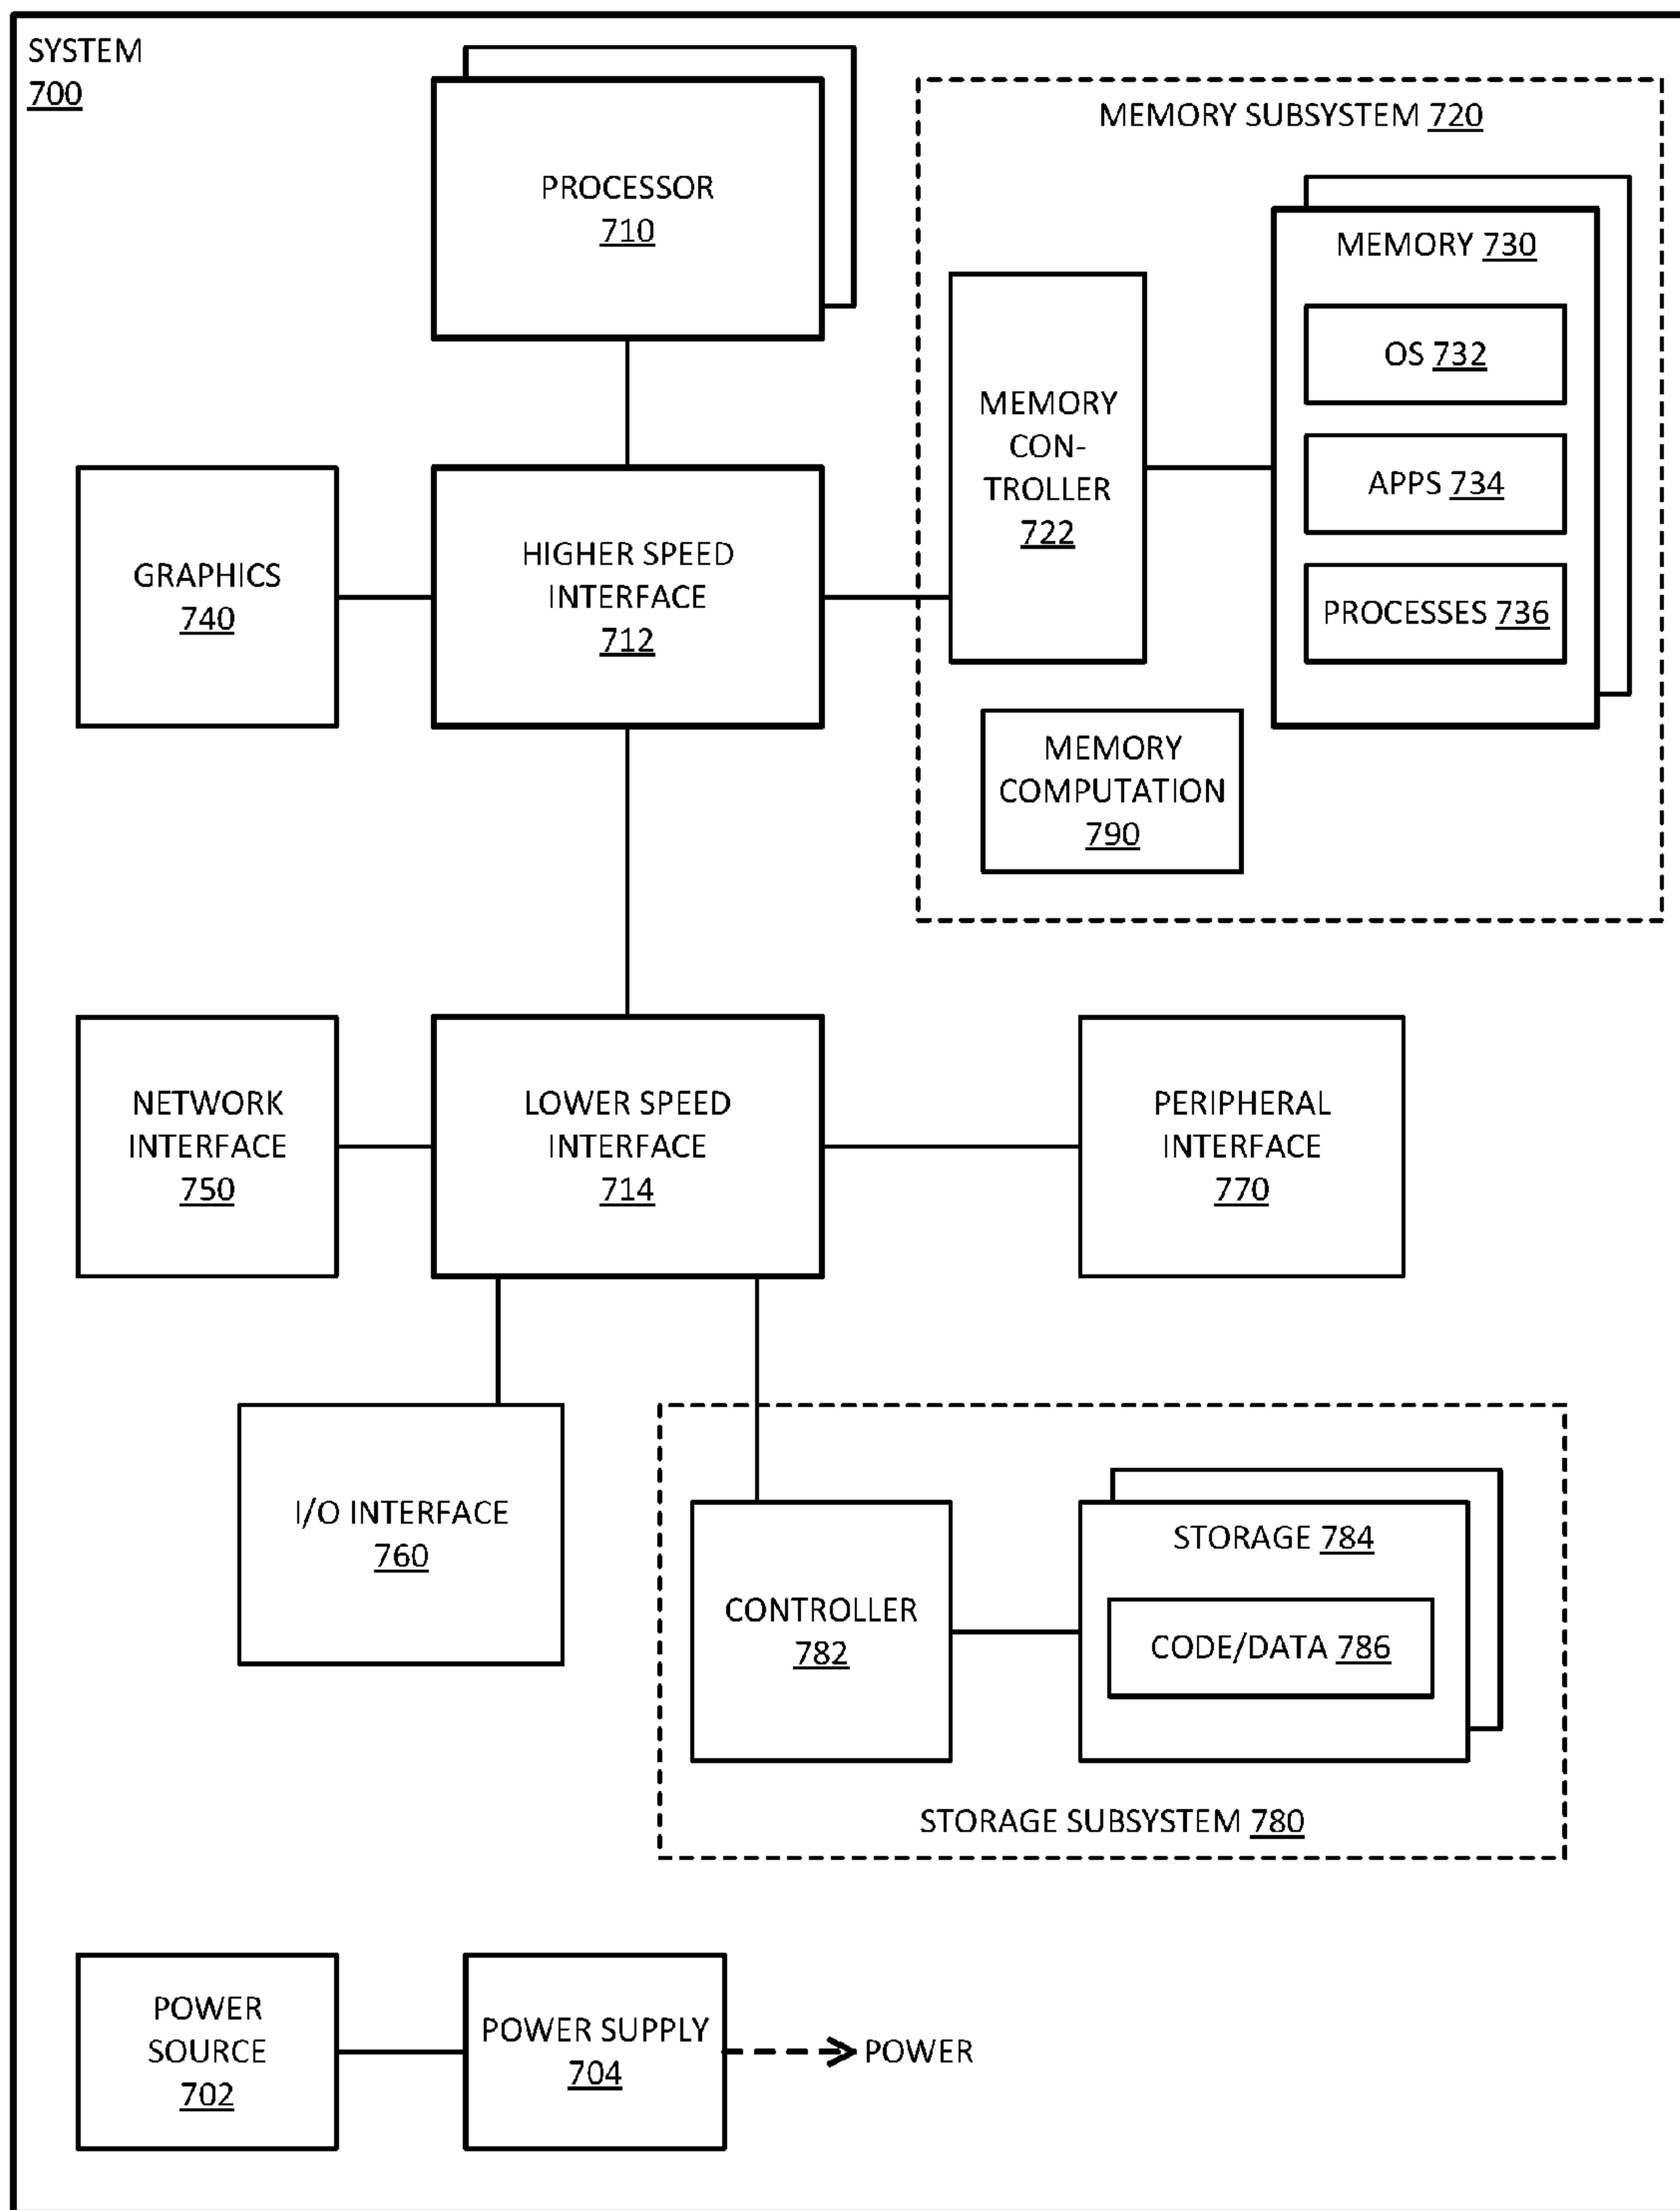 SYSTEM
700
PROCESSOR
710
MEMORY SUBSYSTEM 720
MEMORY
CON-
TROLLER
722
MEMORY 730
OS 732
APPS 734
PROCESSES 736
MEMORY
COMPUTATION
790
GRAPHICS
740
HIGHER SPEED
INTERFACE
712
NETWORK
INTERFACE
750
LOWER SPEED
INTERFACE
714
PERIPHERAL
INTERFACE
770
I/O INTERFACE
760
CONTROLLER
782
STORAGE 784
CODE/DATA 786
STORAGE SUBSYSTEM 780
POWER
SOURCE
702
POWER SUPPLY
704
POWER